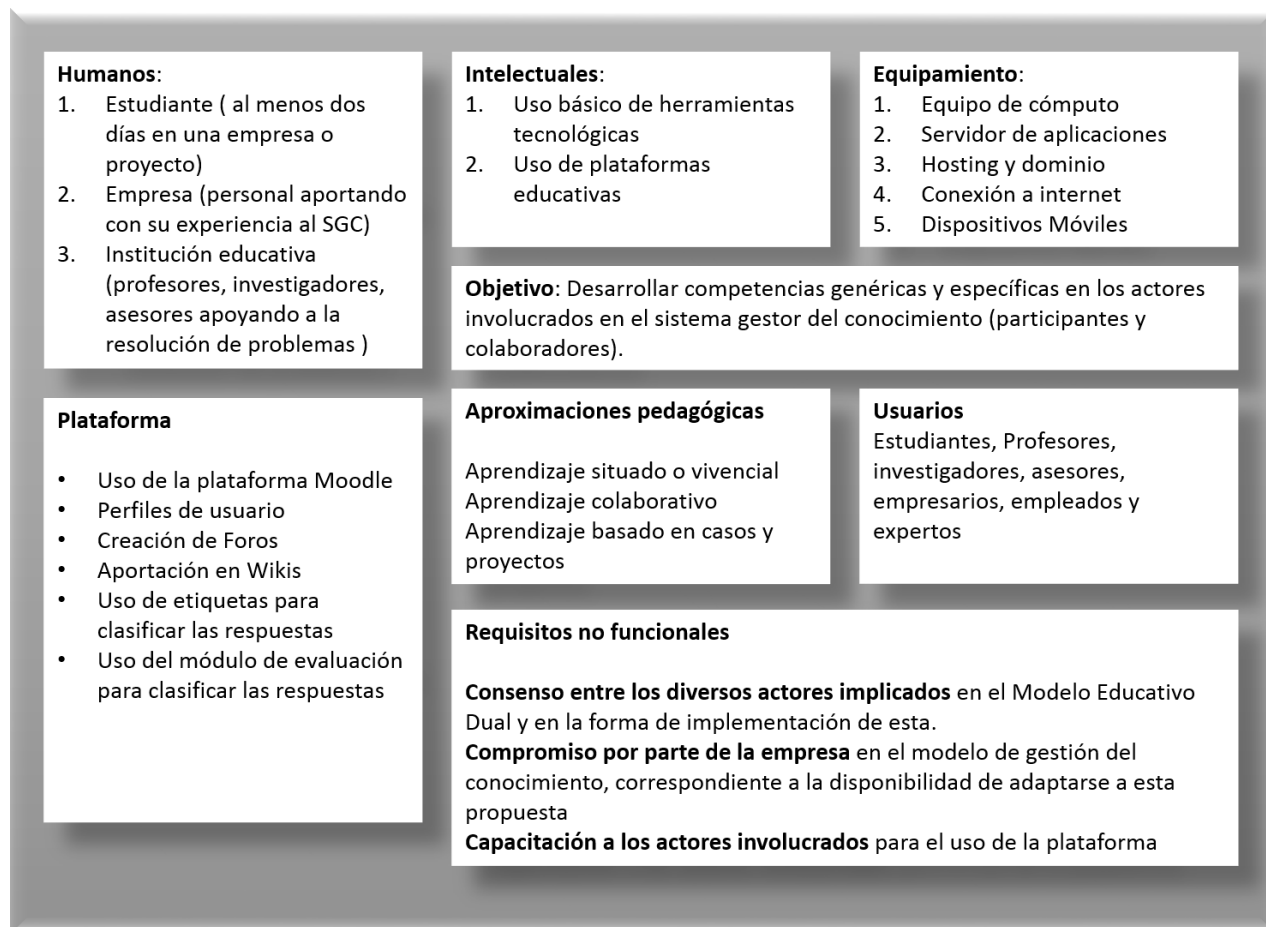 Humanos:
1. Estudiante ( al menos dos
días en una empresa o
proyecto)
2. Empresa (personal aportando
con su experiencia al SGC)
3. Institución educativa
(profesores, investigadores,
asesores apoyando a la
resolución de problemas )
Intelectuales:
1. Uso básico de herramientas
tecnológicas
2. Uso de plataformas
educativas
Equipamiento:
1. Equipo de cómputo
2. Servidor de aplicaciones
3. Hosting y dominio
4. Conexión a internet
5. Dispositivos Móviles
Objetivo: Desarrollar competencias genéricas y específicas en los actores
involucrados en el sistema gestor del conocimiento (participantes y
colaboradores).
Plataforma
• Uso de la plataforma Moodle
• Perfiles de usuario
• Creación de Foros
• Aportación en Wikis
• Uso de etiquetas para
clasificar las respuestas
• Uso del módulo de evaluación
para clasificar las respuestas
Aproximaciones pedagógicas
Aprendizaje situado o vivencial
Aprendizaje colaborativo
Aprendizaje basado en casos y
proyectos
Usuarios
Estudiantes, Profesores,
investigadores, asesores,
empresarios, empleados y
expertos
Requisitos no funcionales
Consenso entre los diversos actores implicados en el Modelo Educativo
Dual y en la forma de implementación de esta.
Compromiso por parte de la empresa en el modelo de gestión del
conocimiento, correspondiente a la disponibilidad de adaptarse a esta
propuesta
Capacitación a los actores involucrados para el uso de la plataforma